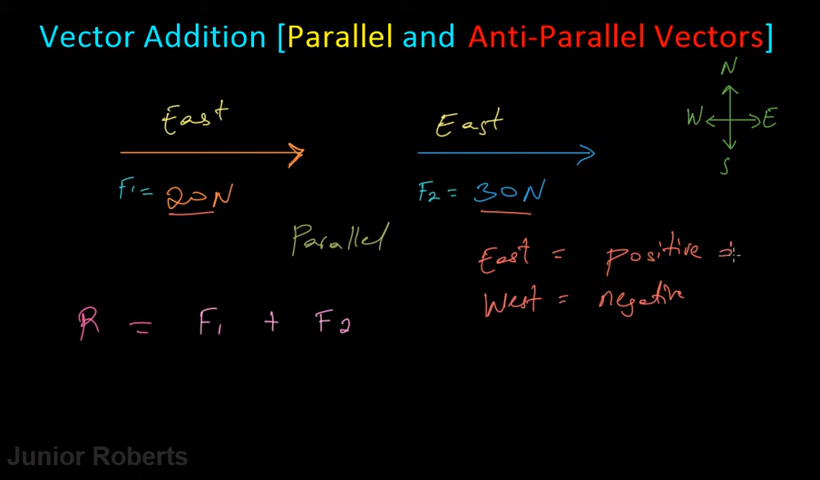 Vector Addition [Parallel and Anti-Parallel Vectors]
N
East East W E
S
F1 = 20N F2 = 30N
Parallel
East = positive
West = negative
R = F1 + F2
Junior Roberts